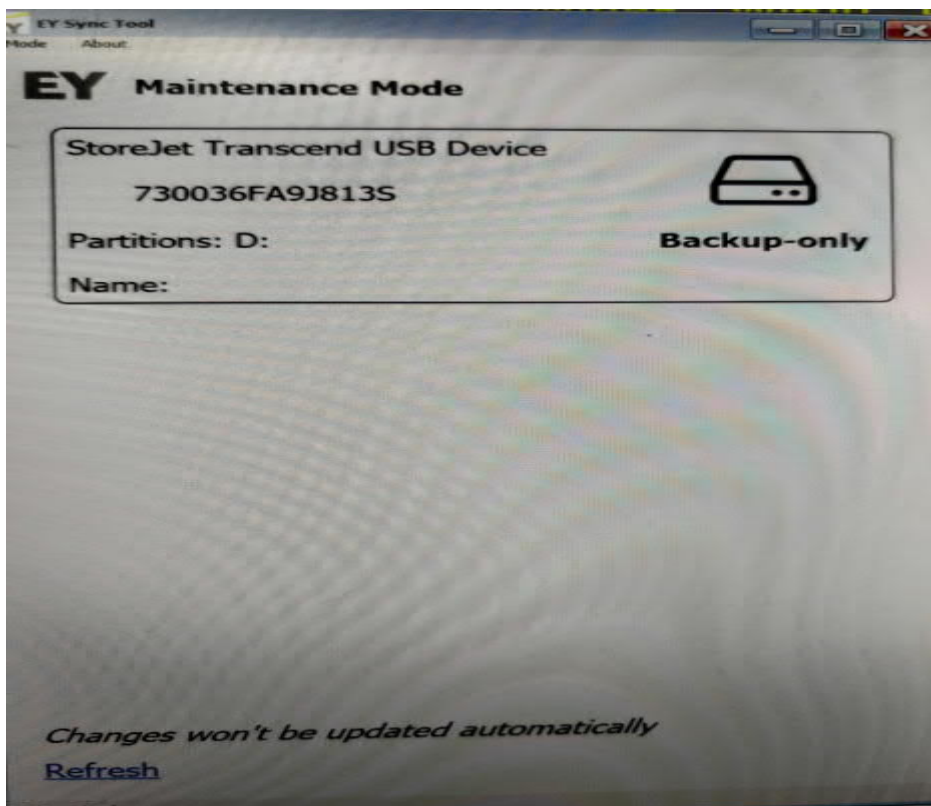 EY Sync Tool
Mode About
EY Maintenance Mode
StoreJet Transcend USB Device
730036FA9J813S
Partitions: D:
Backup-only
Name:
Changes won't be updated automatically
Refresh